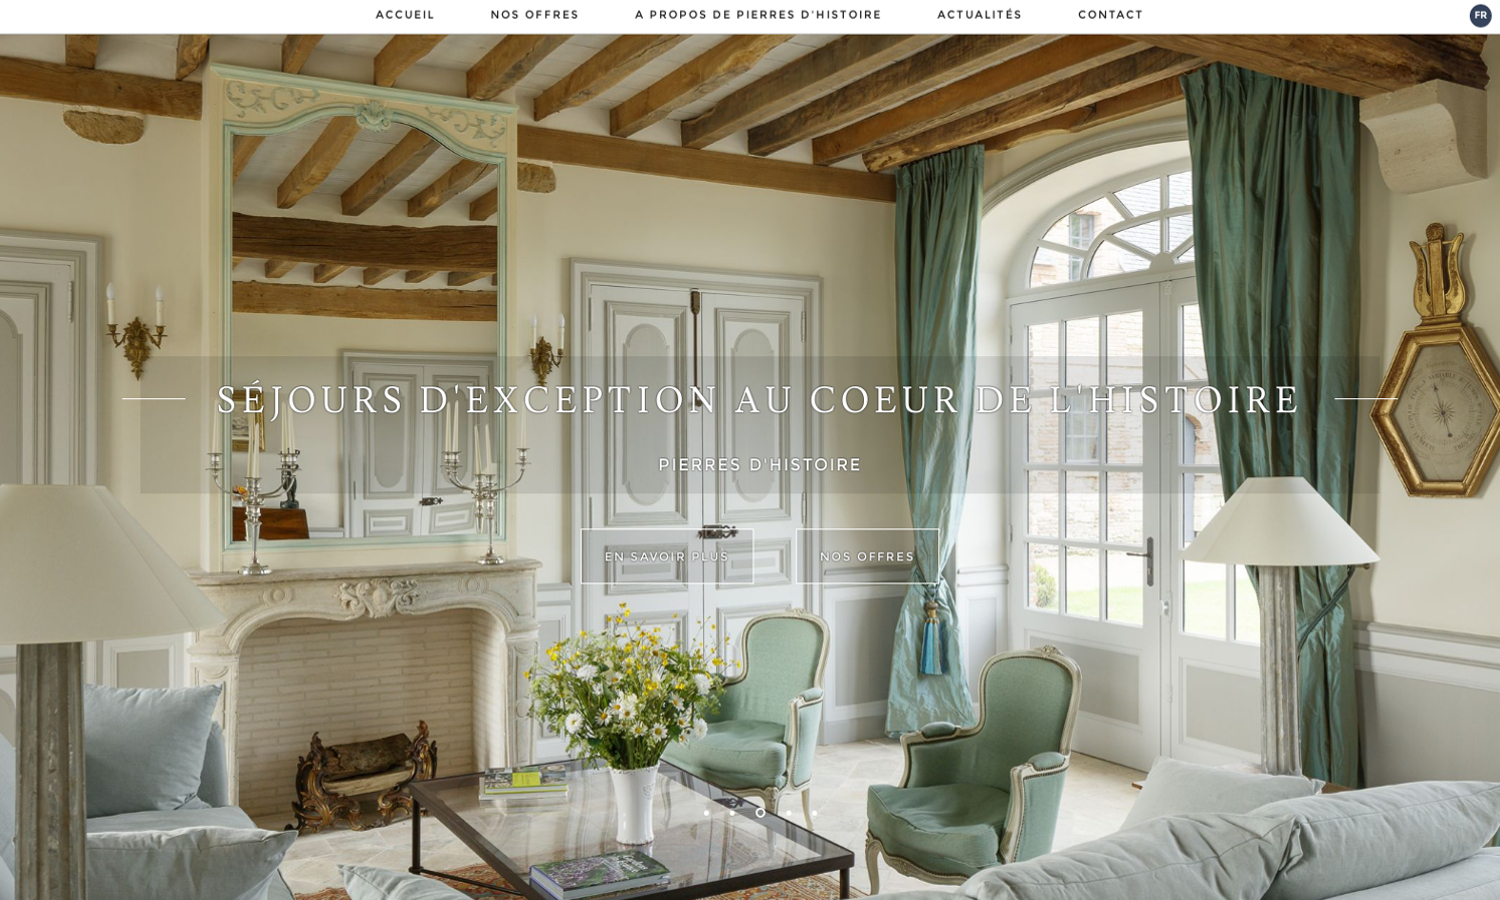 ACCUEIL NOS OFFRES A PROPOS DE PIERRES D'HISTOIRE ACTUALITÉS CONTACT FR
SÉJOURS D'EXCEPTION AU COEUR DE L'HISTOIRE
PIERRES D'HISTOIRE
EN SAVOIR PLUS NOS OFFRES